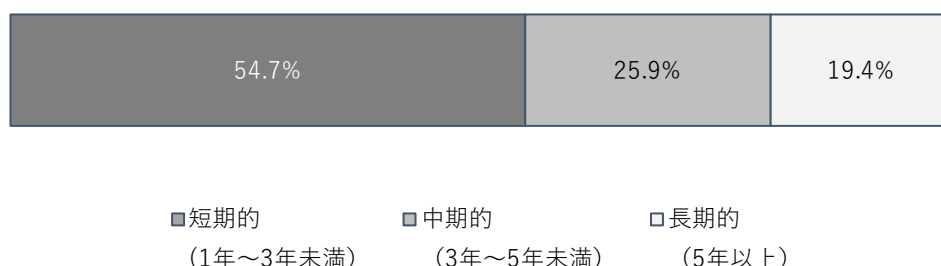 54.7% 25.9% 19.4%
短期的 中期的 長期的
（1年～3年未満） （3年～5年未満） （5年以上）